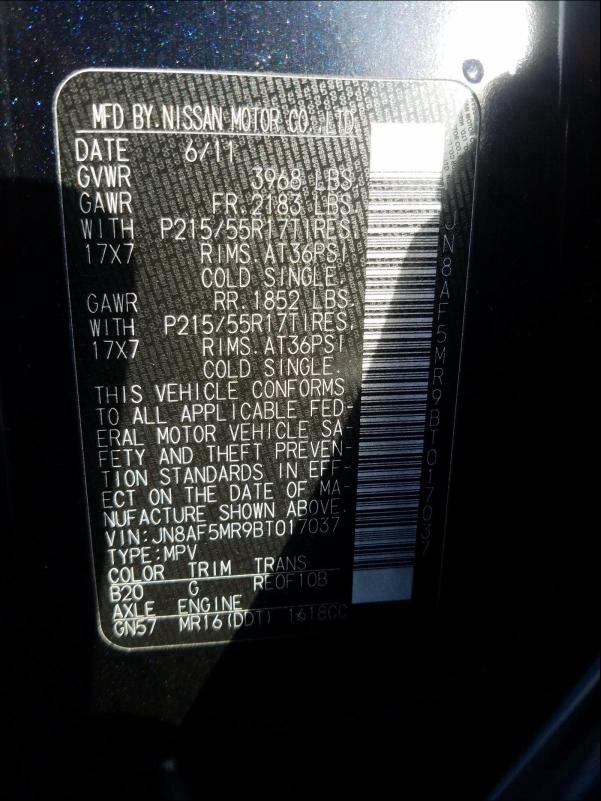 MFD BY.NISSAN MOTOR CO.,LTD.
DATE 6/11
GVWR 3968 LBS.
GAWR FR.2183 LBS.
WITH P215/55R17TIRES,
17X7 RIMS.AT36PSI
COLD SINGLE.
GAWR RR.1852 LBS.
WITH P215/55R17TIRES,
17X7 RIMS.AT36PSI
COLD SINGLE.
THIS VEHICLE CONFORMS
TO ALL APPLICABLE FED-
ERAL MOTOR VEHICLE SA-
FETY AND THEFT PREVEN-
TION STANDARDS IN EFF-
ECT ON THE DATE OF MA-
NUFACTURE SHOWN ABOVE.
VIN:JN8AF5MR9BT017037
TYPE:MPV
COLOR TRIM TRANS
B20 G RE0F10B
AXLE ENGINE
GN57 MR16(DDT) 1618CC
JN8AF5MR9BT017037